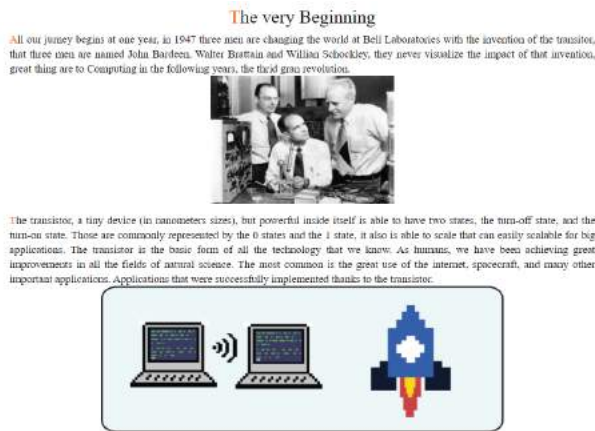 The very Beginning
All our jurney begins at one year, in 1947 three men are changing the world at Bell Laboratories with the invention of the transitor,
that three men are named John Bardeen, Walter Brattain and Willian Schockley, they never visualize the impact of that invention,
great thing are to Computing in the following years, the thrid gran revolution.
The transistor, a tiny device (in nanometers sizes), but powerful inside itself is able to have two states, the turn-off state, and the
turn-on state. Those are commonly represented by the 0 states and the 1 state, it also is able to scale that can easily scalable for big
applications. The transistor is the basic form of all the technology that we know. As humans, we have been achieving great
improvements in all the fields of natural science. The most common is the great use of the internet, spacecraft, and many other
important applications. Applications that were successfully implemented thanks to the transistor.